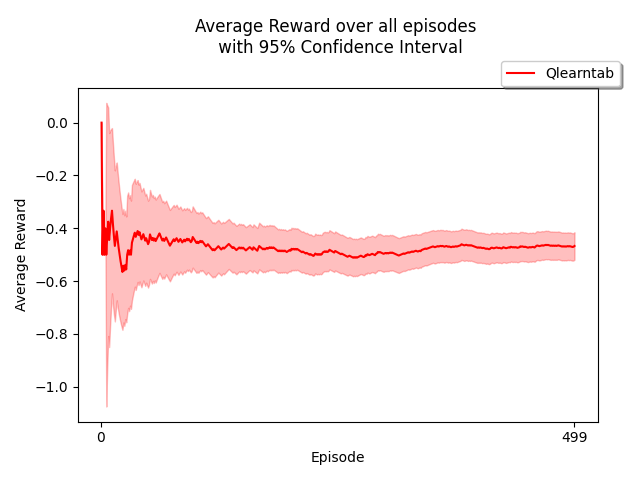 Average Reward over all episodes
with 95% Confidence Interval
Qlearntab
0.0
−0.2
−0.4
−0.6
−0.8
−1.0
Average Reward
0
499
Episode